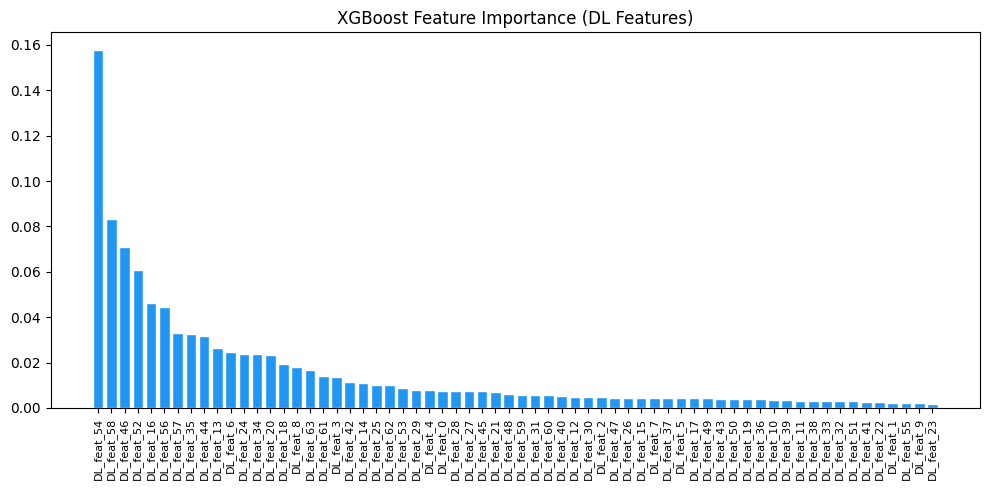 XGBoost Feature Importance (DL Features)
0.16
0.14
0.12
0.10
0.08
0.06
0.04
0.02
0.00
DL_feat_54
DL_feat_58
DL_feat_46
DL_feat_52
DL_feat_16
DL_feat_56
DL_feat_57
DL_feat_35
DL_feat_44
DL_feat_13
DL_feat_6
DL_feat_24
DL_feat_34
DL_feat_20
DL_feat_18
DL_feat_8
DL_feat_63
DL_feat_61
DL_feat_3
DL_feat_42
DL_feat_14
DL_feat_25
DL_feat_62
DL_feat_53
DL_feat_29
DL_feat_4
DL_feat_0
DL_feat_28
DL_feat_27
DL_feat_45
DL_feat_21
DL_feat_48
DL_feat_59
DL_feat_31
DL_feat_60
DL_feat_40
DL_feat_12
DL_feat_30
DL_feat_2
DL_feat_47
DL_feat_26
DL_feat_15
DL_feat_7
DL_feat_37
DL_feat_5
DL_feat_17
DL_feat_49
DL_feat_43
DL_feat_50
DL_feat_19
DL_feat_36
DL_feat_10
DL_feat_39
DL_feat_11
DL_feat_38
DL_feat_33
DL_feat_32
DL_feat_51
DL_feat_41
DL_feat_22
DL_feat_1
DL_feat_55
DL_feat_9
DL_feat_23